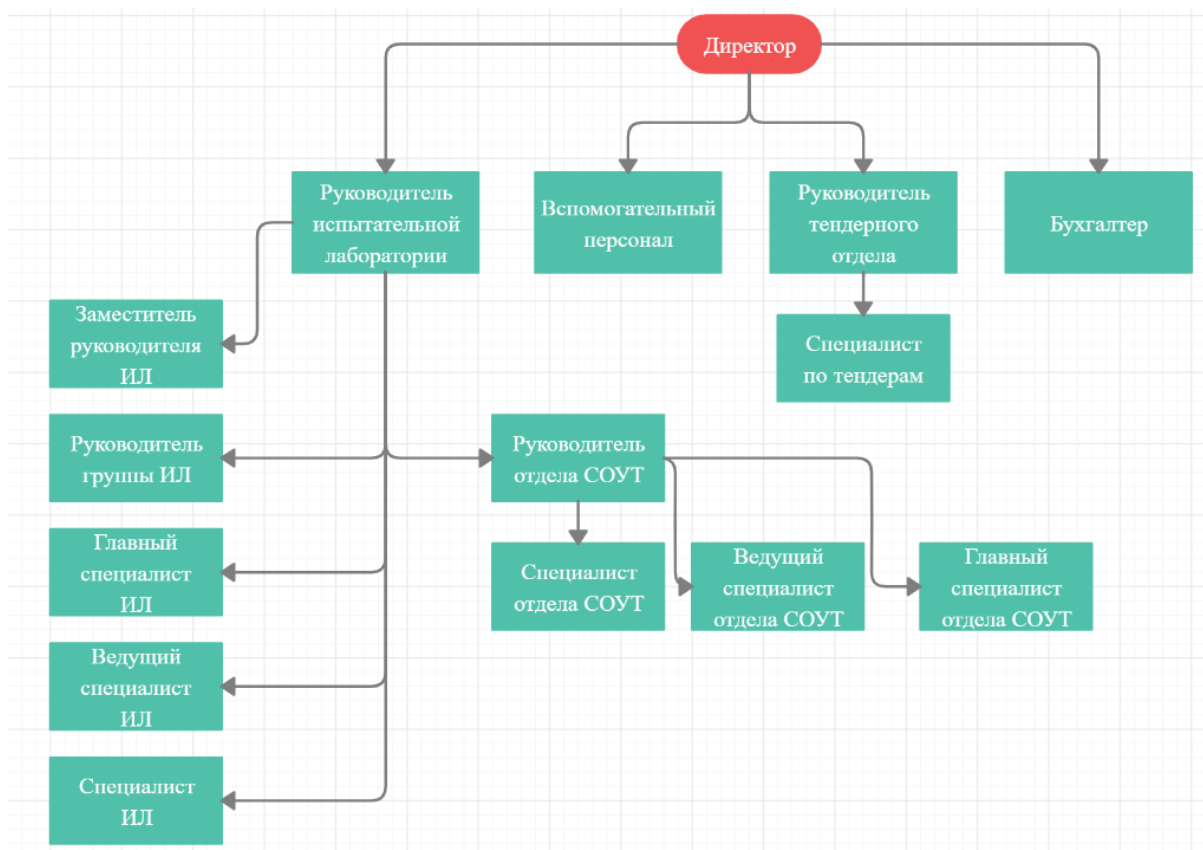 Директор
Руководитель
испытательной
лаборатории
Вспомогательный
персонал
Руководитель
тендерного
отдела
Бухгалтер
Заместитель
руководителя
ИЛ
Специалист
по тендерам
Руководитель
группы ИЛ
Руководитель
отдела СОУТ
Главный
специалист
ИЛ
Специалист
отдела СОУТ
Ведущий
специалист
отдела СОУТ
Главный
специалист
отдела СОУТ
Ведущий
специалист
ИЛ
Специалист
ИЛ